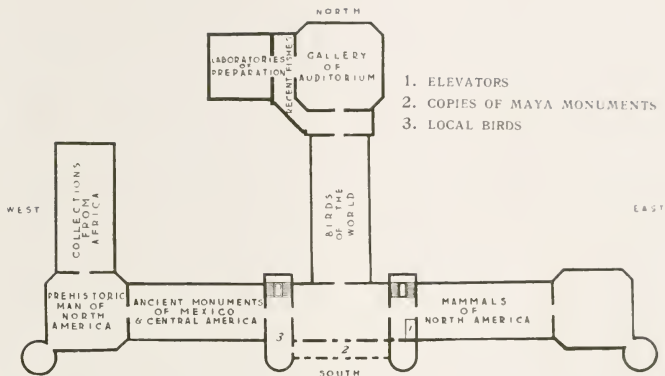 NORTH
LABORATORIES
OF
PREPARATION
RECENT FISHES
GALLERY
OF
AUDITORIUM
1. ELEVATORS
2. COPIES OF MAYA MONUMENTS
3. LOCAL BIRDS
WEST
COLLECTIONS
FROM
AFRICA
BIRDS
OF THE
WORLD
EAST
PREHISTORIC
MAN OF
NORTH
AMERICA
ANCIENT MONUMENTS
OF MEXICO
& CENTRAL AMERICA
3
2
1
MAMMALS
OF
NORTH AMERICA
SOUTH